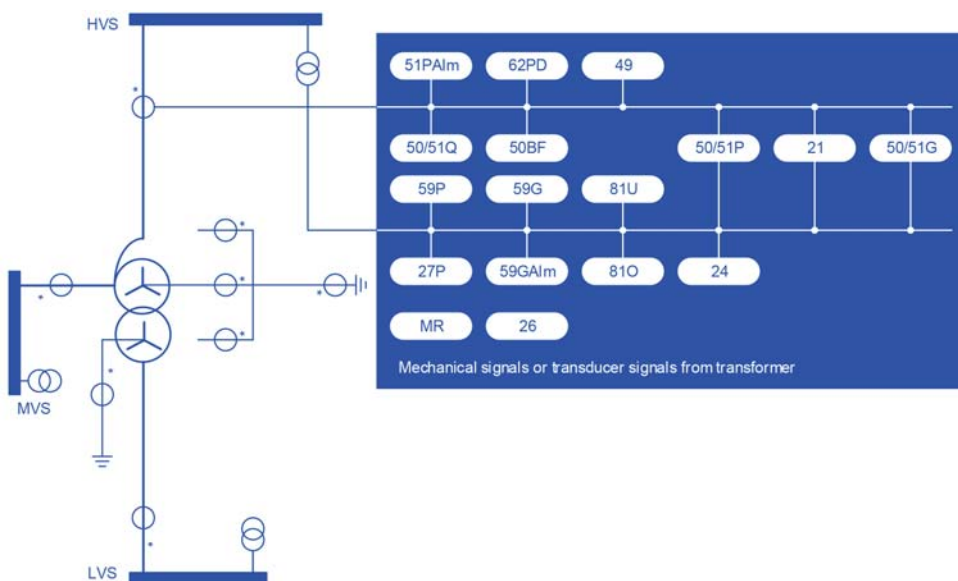 HVS
51PAlm 62PD 49
50/51Q 50BF 50/51P 21 50/51G
59P 59G 81U
27P 59GAlm 81O 24
MR 26
Mechanical signals or transducer signals from transformer
MVS
LVS